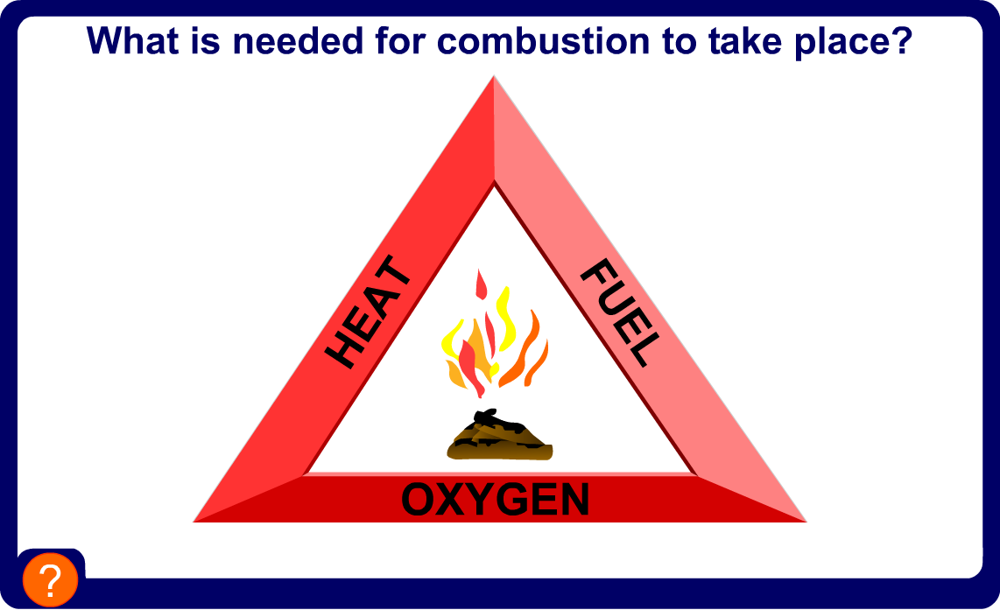 What is needed for combustion to take place?
HEAT
FUEL
OXYGEN
?